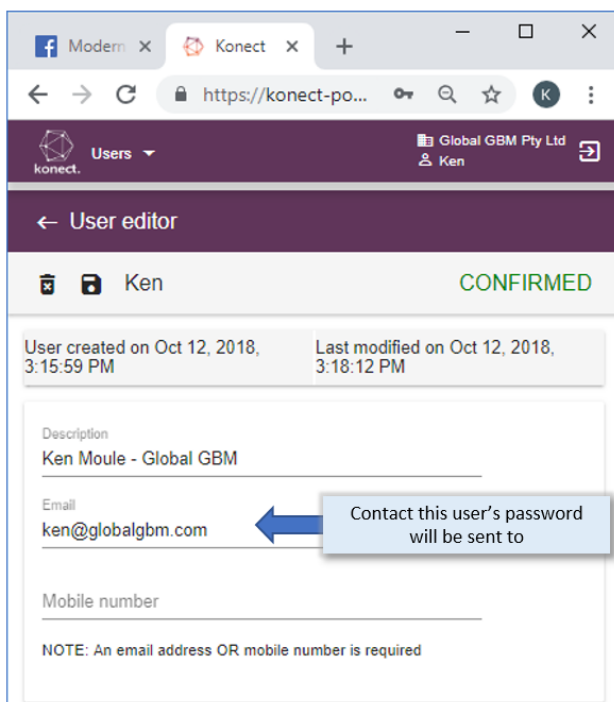 Modern
Konect
https://konect-po...
K
konect.
Users
Global GBM Pty Ltd
Ken
User editor
Ken
CONFIRMED
User created on Oct 12, 2018,
3:15:59 PM
Last modified on Oct 12, 2018,
3:18:12 PM
Description
Ken Moule - Global GBM
Email
ken@globalgbm.com
Contact this user's password
will be sent to
Mobile number
NOTE: An email address OR mobile number is required